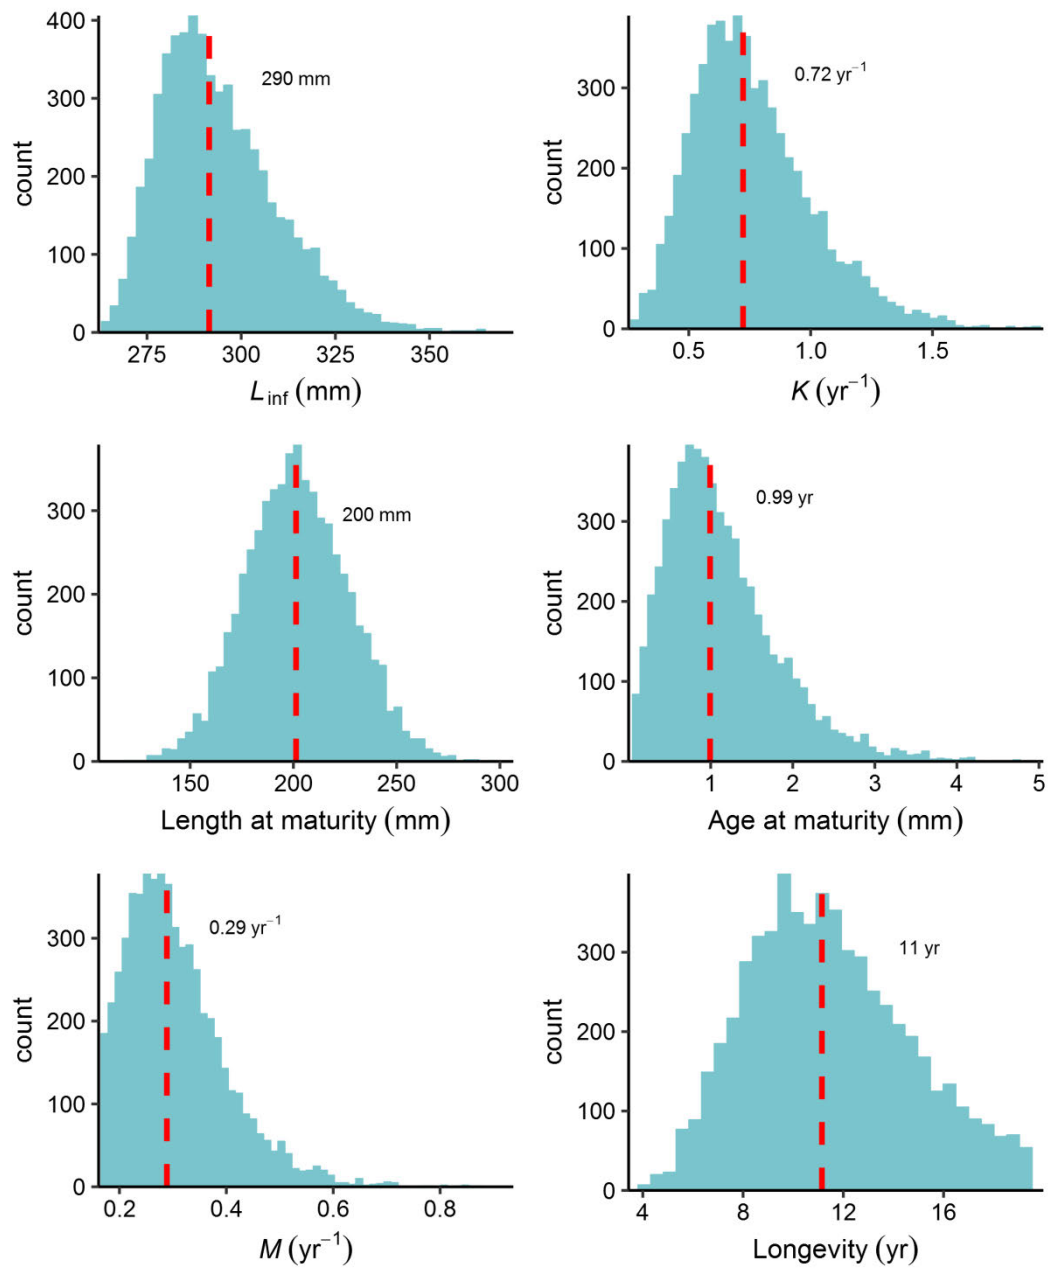 400
300
200
100
0
count
290 mm
275
300
325
350
L_inf (mm)
300
200
100
0
count
0.72 yr⁻¹
0.5
1.0
1.5
K (yr⁻¹)
300
200
100
0
count
200 mm
150
200
250
300
Length at maturity (mm)
300
200
100
0
count
0.99 yr
1
2
3
4
5
Age at maturity (mm)
300
200
100
0
count
0.29 yr⁻¹
0.2
0.4
0.6
0.8
M (yr⁻¹)
300
200
100
0
count
11 yr
4
8
12
16
Longevity (yr)